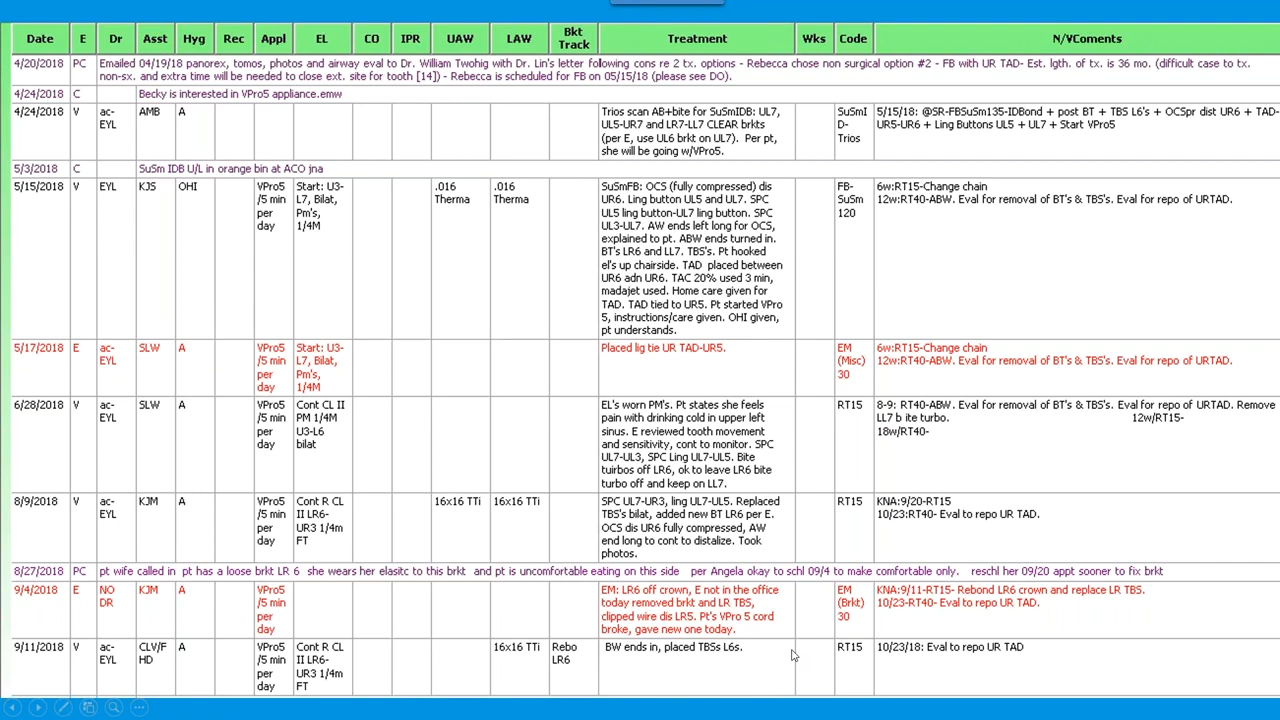 Date E Dr Asst Hyg Rec Appl EL CO IPR UAW LAW Bkt Track Treatment Wks Code N/VComents
4/20/2018 PC Emailed 04/19/18 panorex, tomos, photos and airway eval to Dr. William Twohig with Dr. Lin's letter following cons re 2 tx. options - Rebecca chose non surgical option #2 - FB with UR TAD- Est. lgth. of tx. is 36 mo. (difficult case to tx.
non-sx. and extra time will be needed to close ext. site for tooth [14]) - Rebecca is scheduled for FB on 05/15/18 (please see DO).
4/24/2018 C Becky is interested in VPro5 appliance.emw
4/24/2018 V ac-EYL AMB A
Trios scan AB+bite for SuSmIDB: UL7,
UL5-UR7 and LR7-LL7 CLEAR brkts
(per E, use UL6 brkt on UL7). Per pt,
she will be going w/VPro5.
SuSmI
D-
Trios
5/15/18: @SR-FBSuSm135-IDBond + post BT + TBS L6's + OCSpr dist UR6 + TAD-
UR5-UR6 + Ling Buttons UL5 + UL7 + Start VPro5
5/3/2018 C SuSm IDB U/L in orange bin at ACO jna
5/15/2018 V EYL KJS OHI
VPro5
/5 min
per
day
Start: U3-
L7, Bilat,
Pm's,
1/4M
.016
Therma
.016
Therma
SuSmFB: OCS (fully compressed) dis
UR6. Ling button UL5 and UL7. SPC
UL5 ling button-UL7 ling button. SPC
UL3-UL7. AW ends left long for OCS,
explained to pt. ABW ends turned in.
BT's LR6 and LL7. TBS's. Pt hooked
el's up chairside. TAD placed between
UR6 adn UR6. TAC 20% used 3 min,
madajet used. Home care given for
TAD. TAD tied to UR5. Pt started VPro
5, instructions/care given. OHI given,
pt understands.
FB-
SuSm
120
6w:RT15-Change chain
12w:RT40-ABW. Eval for removal of BT's & TBS's. Eval for repo of URTAD.
5/17/2018 E ac-EYL SLW A
VPro5
/5 min
per
day
Start: U3-
L7, Bilat,
Pm's,
1/4M
Placed lig tie UR TAD-UR5.
EM
(Misc)
30
6w:RT15-Change chain
12w:RT40-ABW. Eval for removal of BT's & TBS's. Eval for repo of URTAD.
6/28/2018 V ac-EYL SLW A
VPro5
/5 min
per
day
Cont CL II
PM 1/4M
U3-L6
bilat
EL's worn PM's. Pt states she feels
pain with drinking cold in upper left
sinus. E reviewed tooth movement
and sensitivity, cont to monitor. SPC
UL7-UL3, SPC Ling UL7-UL5. Bite
tuirbos off LR6, ok to leave LR6 bite
turbo off and keep on LL7.
RT15
8-9: RT40-ABW. Eval for removal of BT's & TBS's. Eval for repo of URTAD. Remove
LL7 b ite turbo. 12w/RT15-
18w/RT40-
8/9/2018 V ac-EYL KJM A
VPro5
/5 min
per
day
Cont R CL
II LR6-
UR3 1/4m
FT
16x16 TTi
16x16 TTi
SPC UL7-UR3, ling UL7-UL5. Replaced
TBS's bilat, added new BT LR6 per E.
OCS dis UR6 fully compressed, AW
end long to cont to distalize. Took
photos.
RT15
KNA:9/20-RT15
10/23:RT40- Eval to repo UR TAD.
8/27/2018 PC pt wife called in pt has a loose brkt LR 6 she wears her elasitc to this brkt and pt is uncomfortable eating on this side per Angela okay to schl 09/4 to make comfortable only. reschl her 09/20 appt sooner to fix brkt
9/4/2018 E NO DR KJM A
VPro5
/5 min
per
day
EM: LR6 off crown, E not in the office
today removed brkt and LR TBS,
clipped wire dis LR5. Pt's VPro 5 cord
broke, gave new one today.
EM
(Brkt)
30
KNA:9/11-RT15- Rebond LR6 crown and replace LR TBS.
10/23-RT40- Eval to repo UR TAD.
9/11/2018 V ac-EYL CLV/FHD A
VPro5
/5 min
per
day
Cont R CL
II LR6-
UR3 1/4m
FT
16x16 TTi
Rebo
LR6
BW ends in, placed TBSs L6s.
RT15
10/23/18: Eval to repo UR TAD